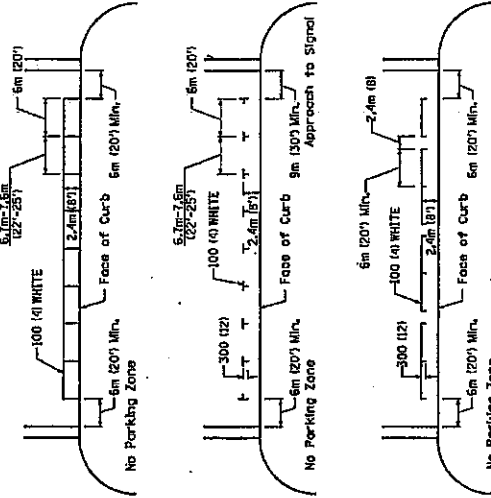 6.7m-7.6m
(22'-25')
6m (20')
100 (4) WHITE
2.4m (8')
Face of Curb
6m (20') Min.
6m (20') Min.
No Parking Zone
6.7m-7.6m
(22'-25')
6m (20')
100 (4) WHITE
2.4m (8')
300 (12)
Face of Curb
9m (30') Min.
Approach to Signal
6m (20') Min.
No Parking Zone
6m (20') Min.
2.4m (8)
100 (4) WHITE
2.4m (8')
300 (12)
Face of Curb
6m (20') Min.
6m (20') Min.
No Parking Zone